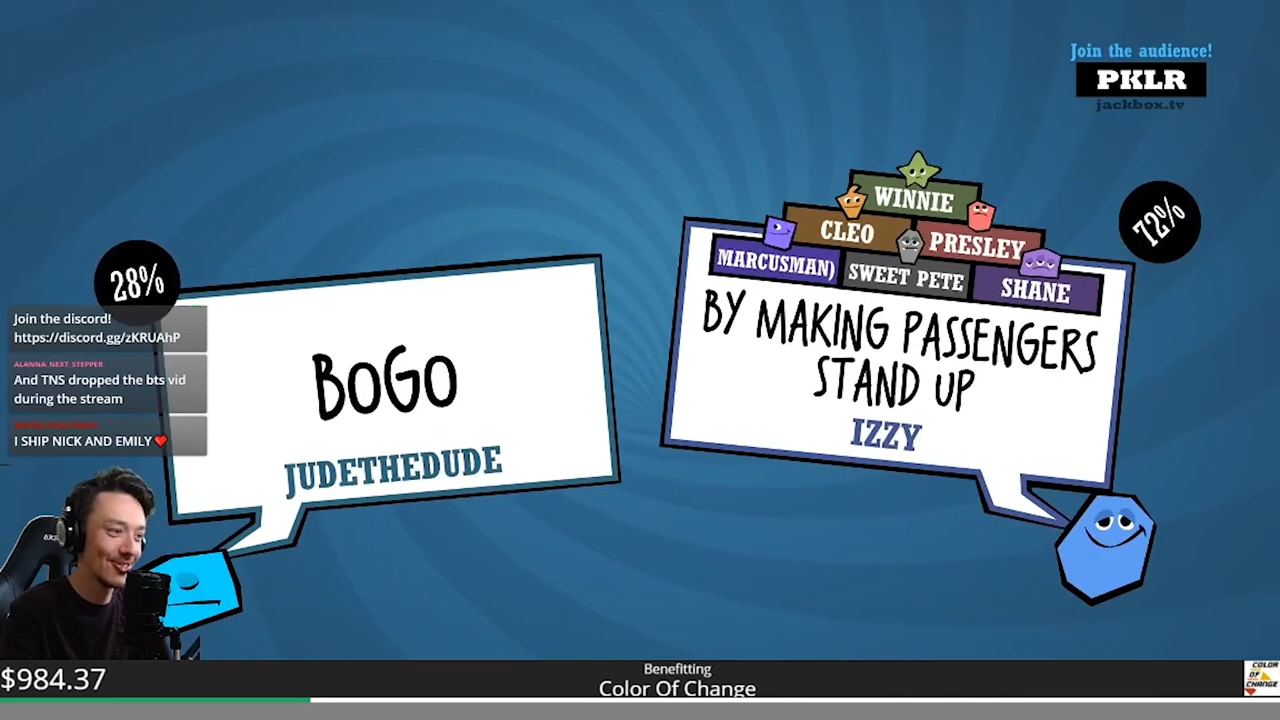 Join the audience!
PKLR
jackbox.tv
WINNIE
CLEO
PRESLEY
MARCUSMAN)
SWEET PETE
SHANE
72%
28%
BY MAKING PASSENGERS
STAND UP
IZZY
BOGO
JUDETHEDUDE
Join the discord!
https://discord.gg/zKRUAhP
ALANNA NEXT STEPPER
And TNS dropped the bts vid
during the stream
I SHIP NICK AND EMILY
$984.37
Benefitting
Color Of Change
COLOR
OF
CHANGE